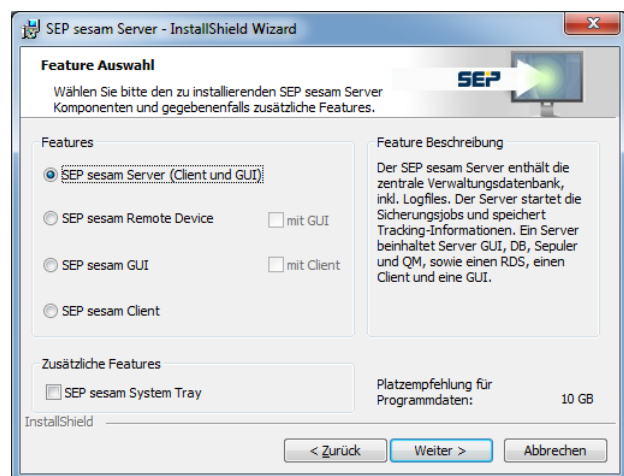 SEP sesam Server - InstallShield Wizard
Feature Auswahl
Wählen Sie bitte den zu installierenden SEP sesam Server
Komponenten und gegebenenfalls zusätzliche Features.
SEP
Features
SEP sesam Server (Client und GUI)
SEP sesam Remote Device
mit GUI
SEP sesam GUI
mit Client
SEP sesam Client
Feature Beschreibung
Der SEP sesam Server enthält die
zentrale Verwaltungsdatenbank,
inkl. Logfiles. Der Server startet die
Sicherungsjobs und speichert
Tracking-Informationen. Ein Server
beinhaltet Server GUI, DB, Sepuler
und QM, sowie einen RDS, einen
Client und eine GUI.
Zusätzliche Features
SEP sesam System Tray
Platzempfehlung für
Programmdaten: 10 GB
InstallShield
< Zurück
Weiter >
Abbrechen